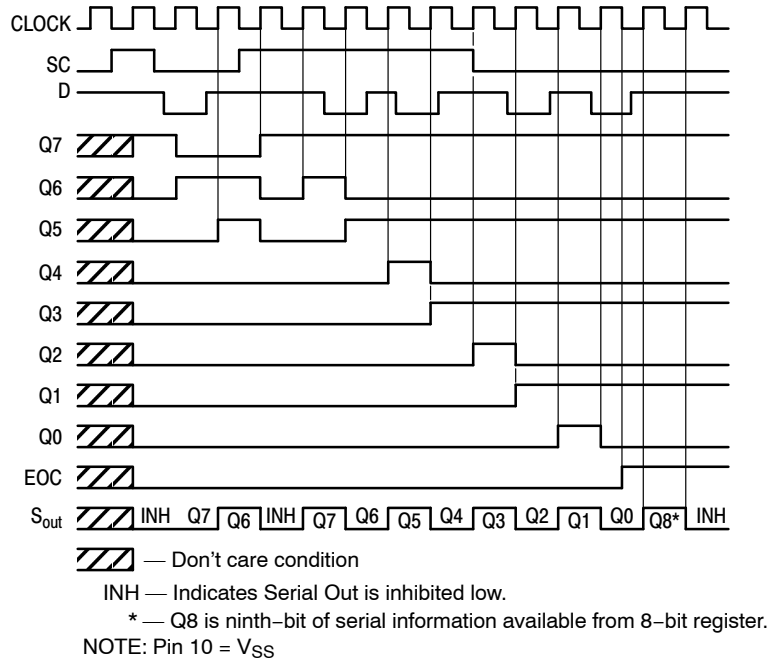 CLOCK
SC
D
Q7
Q6
Q5
Q4
Q3
Q2
Q1
Q0
EOC
Sout INH Q7 Q6 INH Q7 Q6 Q5 Q4 Q3 Q2 Q1 Q0 Q8* INH
— Don't care condition
INH — Indicates Serial Out is inhibited low.
* — Q8 is ninth−bit of serial information available from 8−bit register.
NOTE: Pin 10 = VSS